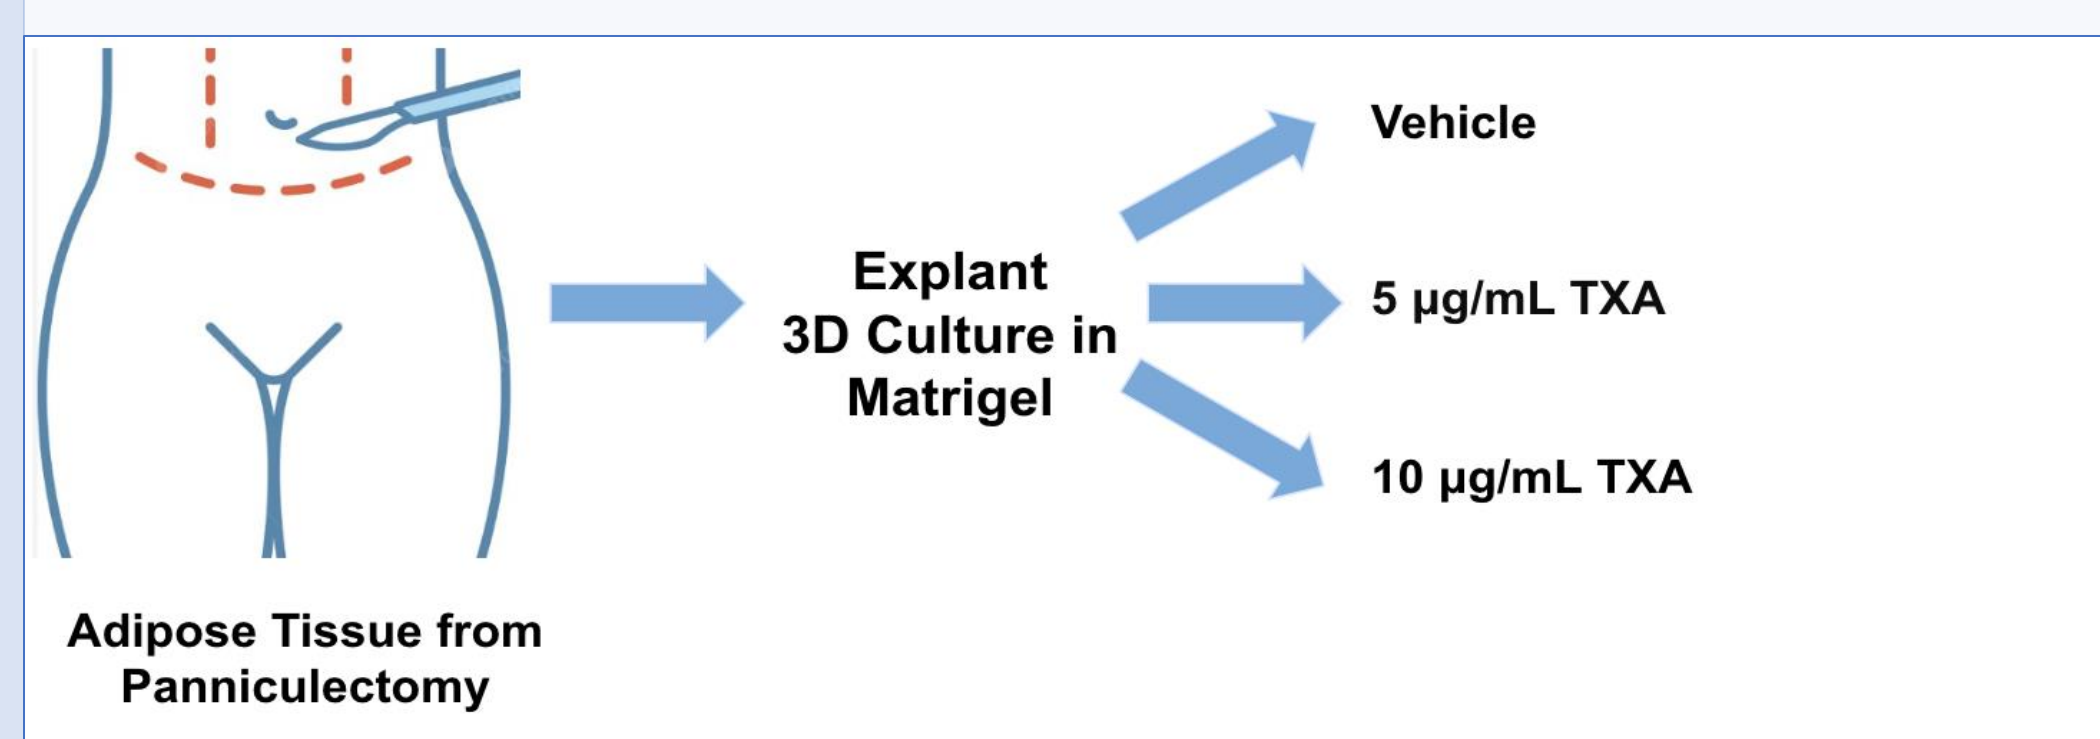 Vehicle
Explant
3D Culture in
Matrigel
5 µg/mL TXA
10 µg/mL TXA
Adipose Tissue from
Panniculectomy